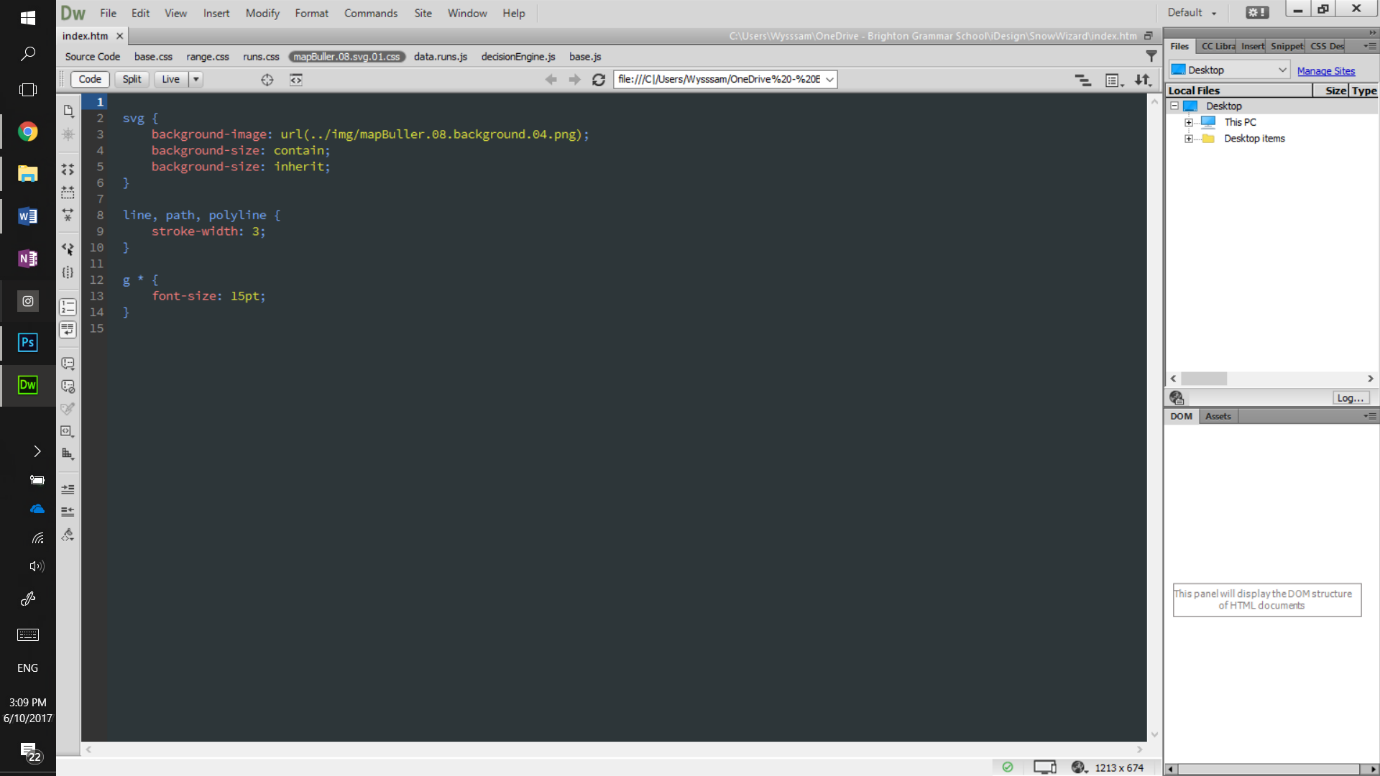 Dw File Edit View Insert Modify Format Commands Site Window Help Default
index.htm C:\Users\Wysssam\OneDrive - Brighton Grammar School\iDesign\SnowWizard\index.htm
Source Code base.css range.css runs.css mapBuller.08.svg.01.css data.runs.js decisionEngine.js base.js
Code Split Live file:///C|/Users/Wysssam/OneDrive%20-%20B
1
2 svg {
3 background-image: url(../img/mapBuller.08.background.04.png);
4 background-size: contain;
5 background-size: inherit;
6 }
7
8 line, path, polyline {
9 stroke-width: 3;
10 }
11
12 g * {
13 font-size: 15pt;
14 }
15
Files CC Libra Insert Snippet CSS Des
Desktop Manage Sites
Local Files Size Type
Desktop
This PC
Desktop items
Log...
DOM Assets
This panel will display the DOM structure
of HTML documents
1213 x 674
Ps
Dw
ENG
3:09 PM
6/10/2017
22